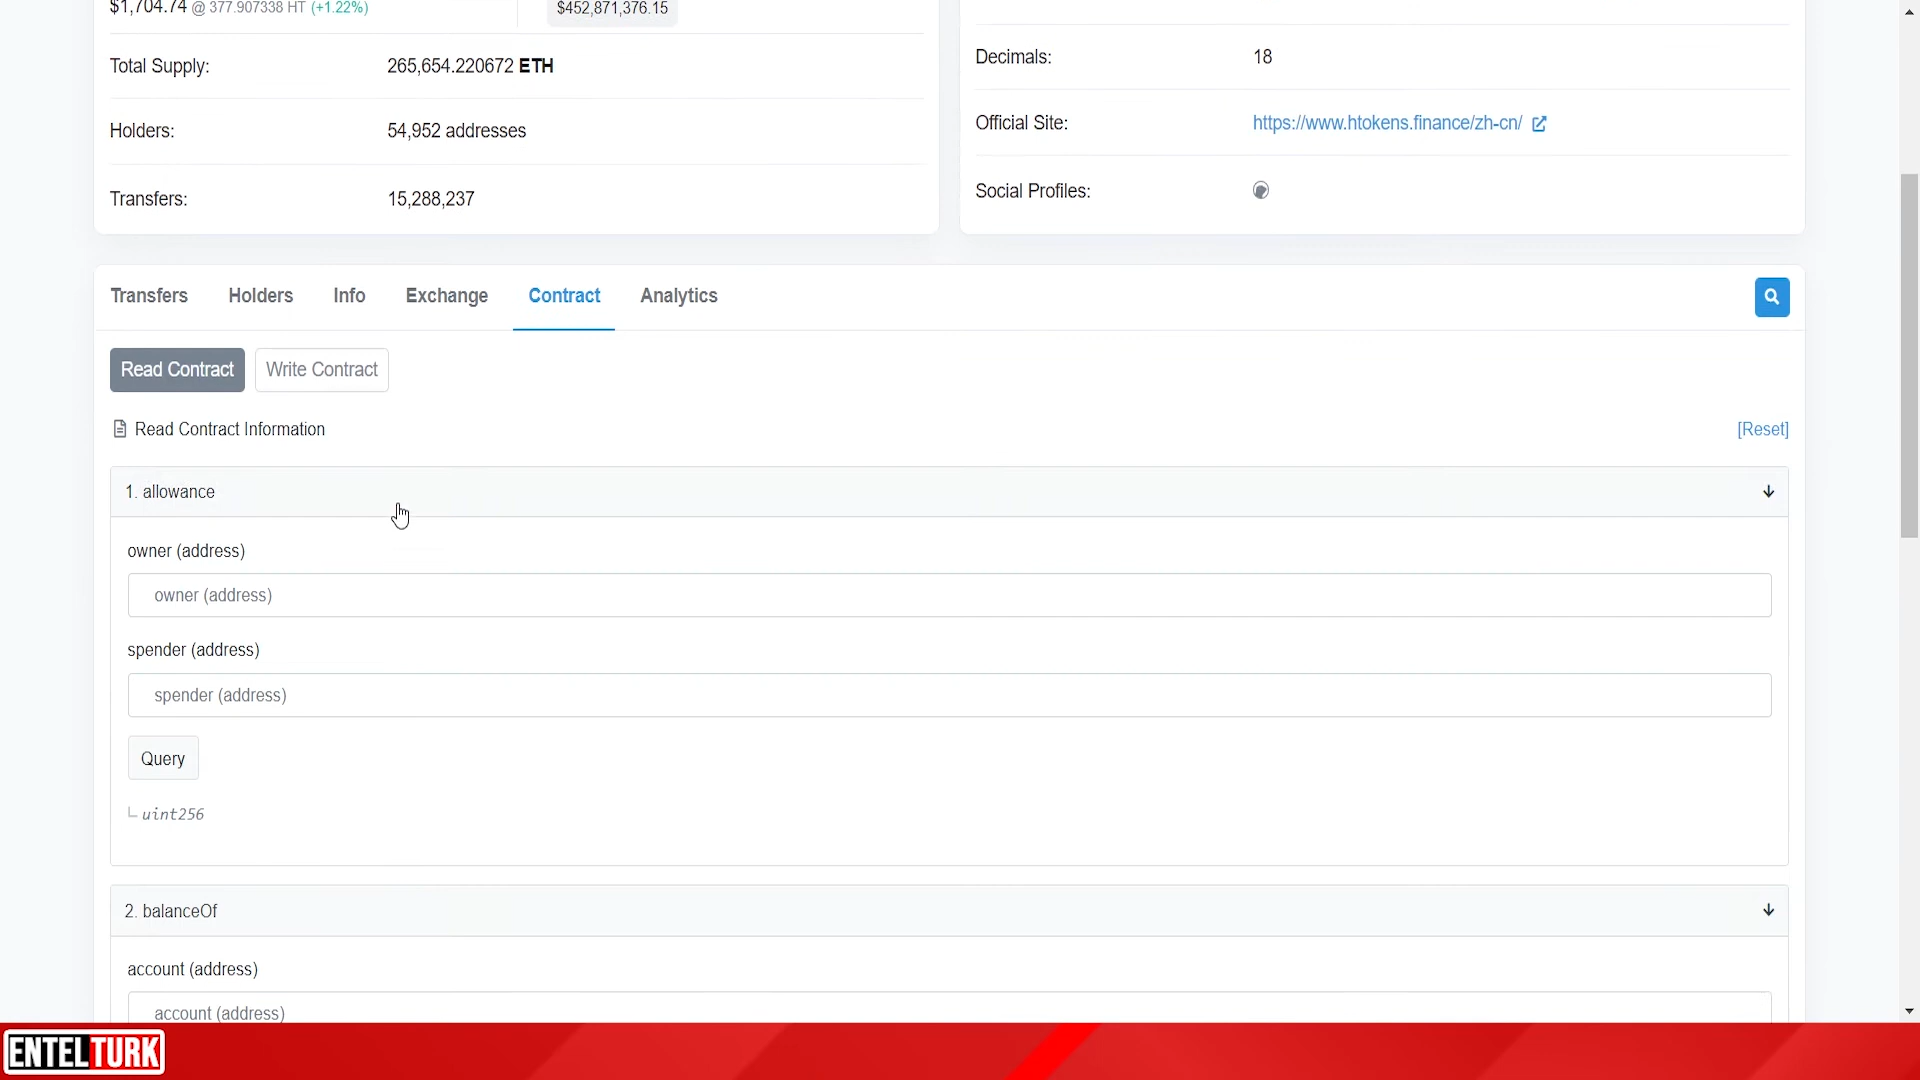 $1,704.74 @ 377.907338 HT (+1.22%)
$452,871,376.15
Total Supply: 265,654.220672 ETH
Holders: 54,952 addresses
Transfers: 15,288,237
Decimals: 18
Official Site: https://www.htokens.finance/zh-cn/
Social Profiles:
Transfers Holders Info Exchange Contract Analytics
Read Contract Write Contract
Read Contract Information [Reset]
1. allowance
owner (address)
owner (address)
spender (address)
spender (address)
Query
uint256
2. balanceOf
account (address)
account (address)
ENTELTURK